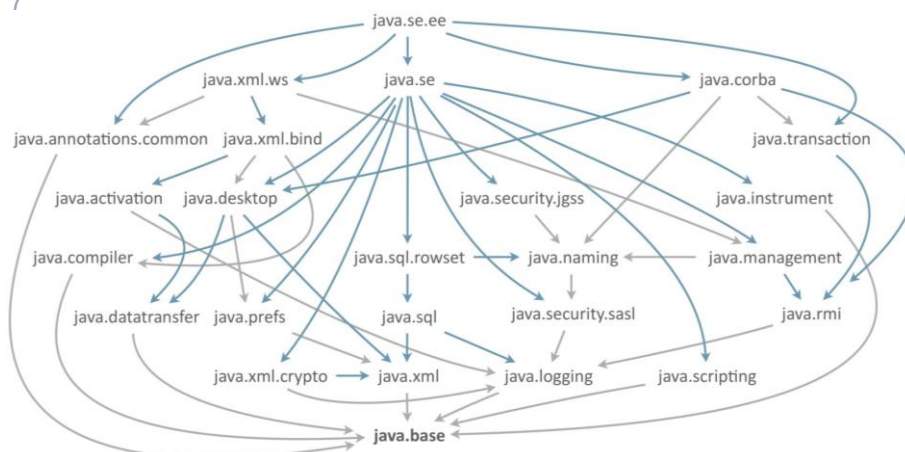 java.se.ee
java.xml.ws java.se java.corba
java.annotations.common java.xml.bind java.transaction
java.activation java.desktop java.security.jgss java.instrument
java.compiler java.sql.rowset java.naming java.management
java.datatransfer java.prefs java.sql java.security.sasl java.rmi
java.xml.crypto java.xml java.logging java.scripting
java.base